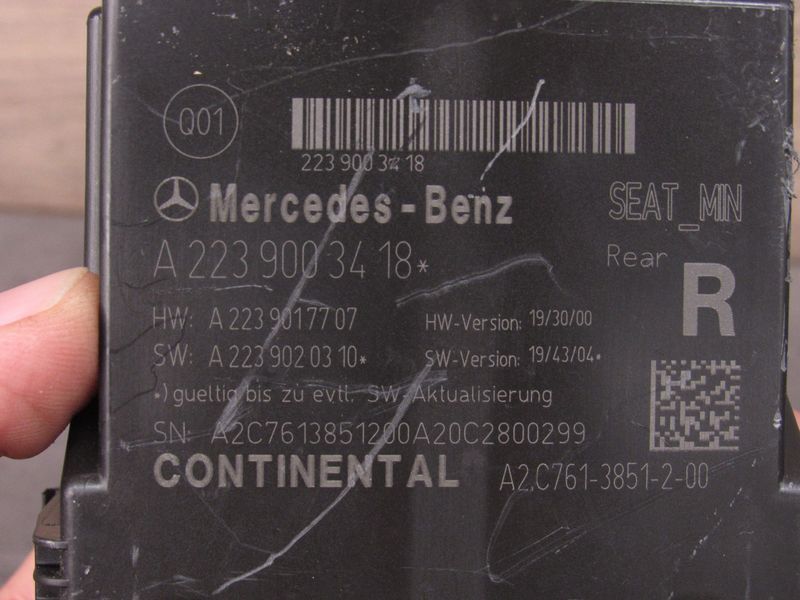 Q01
223 900 34 18
Mercedes-Benz
SEAT_MIN
A 223 900 34 18*
Rear
R
HW: A 223 901 77 07
HW-Version: 19/30/00
SW: A 223 902 03 10*
SW-Version: 19/43/04*
*) gueltig bis zu evtl. SW-Aktualisierung
SN: A2C7613851200A20C2800299
CONTINENTAL
A2.C761-3851-2-00